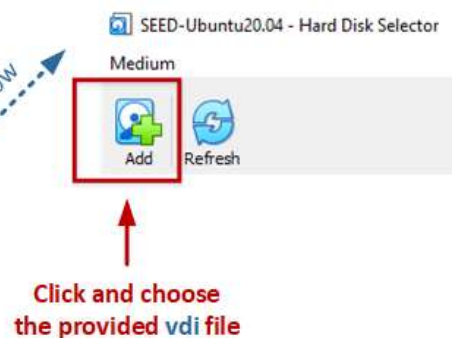 SEED-Ubuntu20.04 - Hard Disk Selector
Medium
Add Refresh
Click and choose
the provided vdi file